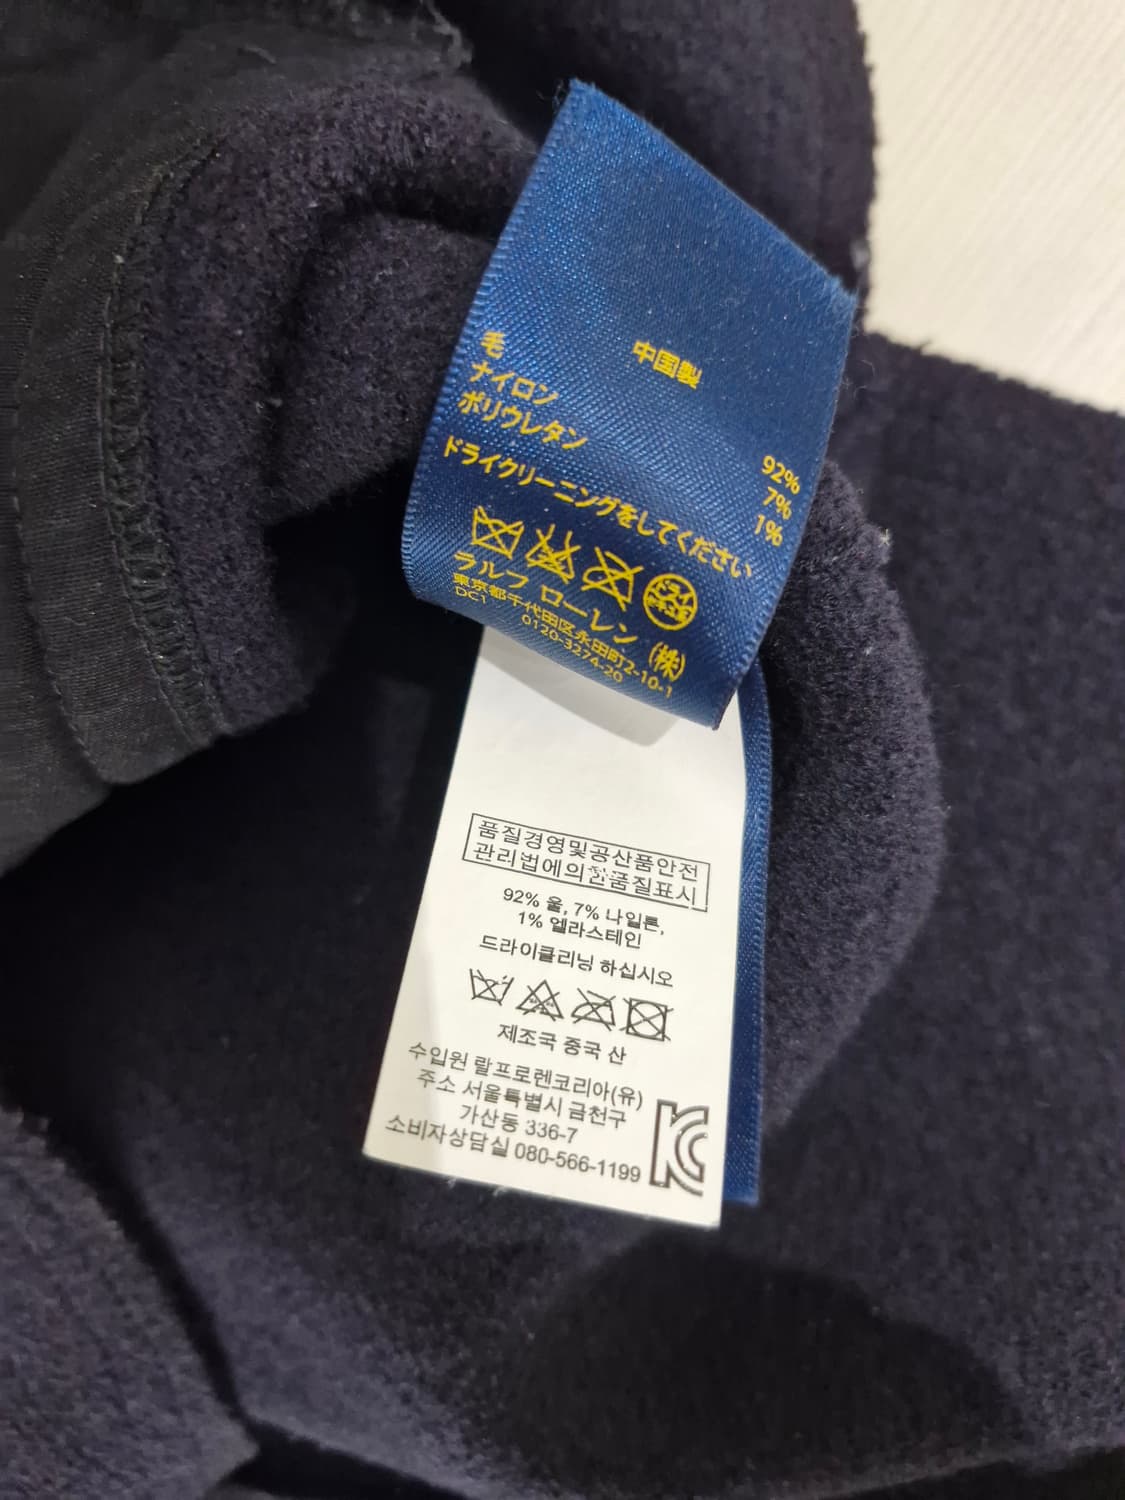 中国製
毛 92%
ナイロン 7%
ポリウレタン 1%
ドライクリーニングをしてください
ラルフ ローレン (株)
東京都千代田区永田町2-10-1
DC1
0120-3274-20
품질경영및공산품안전
관리법에의한품질표시
92% 울, 7% 나일론,
1% 엘라스테인
드라이클리닝 하십시오
제조국 중국 산
수입원 랄프로렌코리아(유)
주소 서울특별시 금천구
가산동 336-7
소비자상담실 080-566-1199